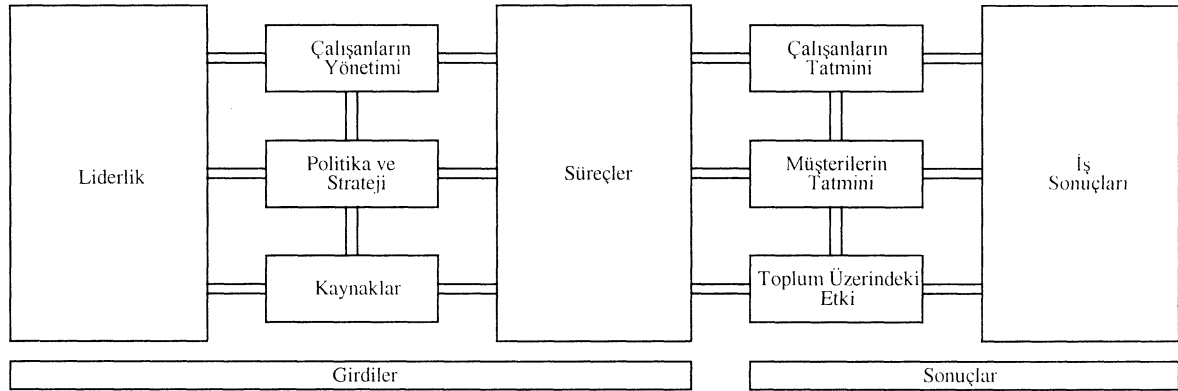 Liderlik
Çalışanların
Yönetimi
Politika ve
Strateji
Kaynaklar
Süreçler
Çalışanların
Tatmini
Müşterilerin
Tatmini
Toplum Üzerindeki
Etki
İş
Sonuçları
Girdiler
Sonuçlar